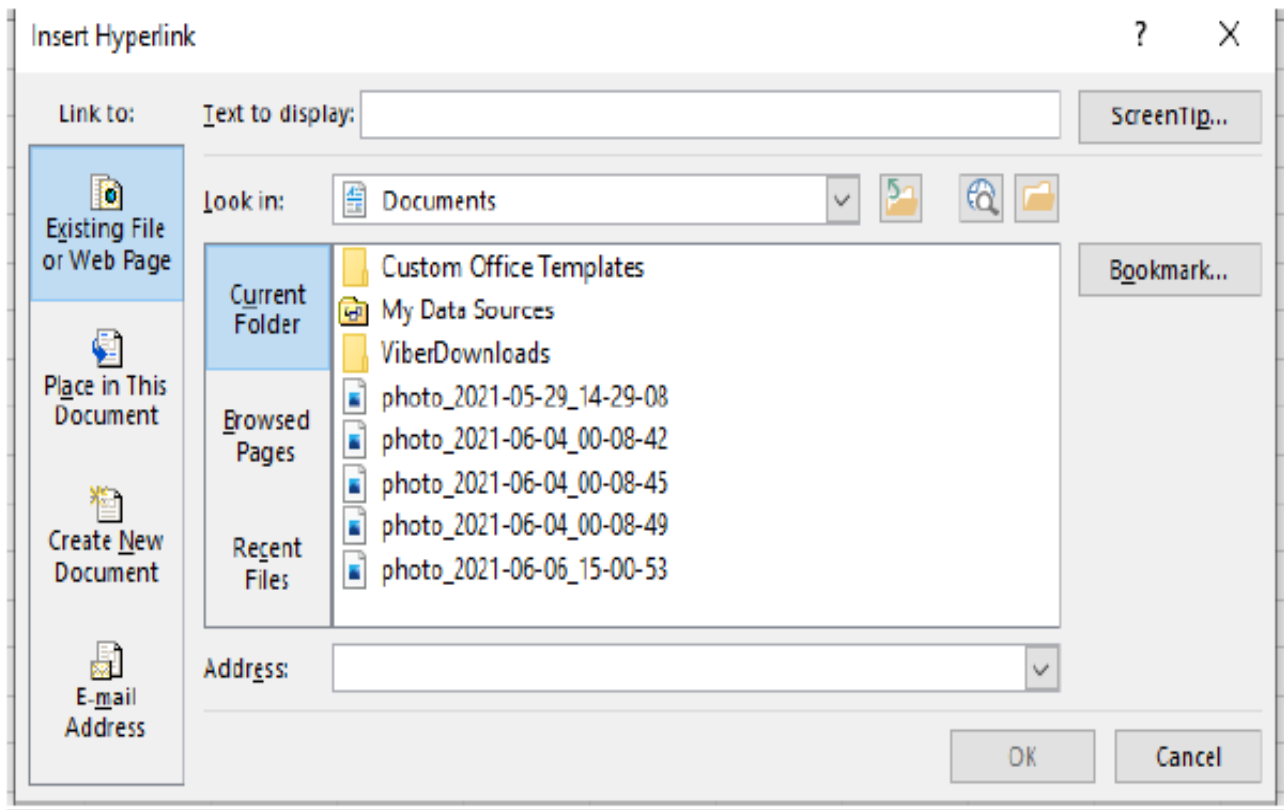 Insert Hyperlink
?
X
Link to:
Text to display:
ScreenTip...
Existing File
or Web Page
Place in This
Document
Create New
Document
E-mail
Address
Look in:
Documents
Current
Folder
Browsed
Pages
Recent
Files
Custom Office Templates
My Data Sources
ViberDownloads
photo_2021-05-29_14-29-08
photo_2021-06-04_00-08-42
photo_2021-06-04_00-08-45
photo_2021-06-04_00-08-49
photo_2021-06-06_15-00-53
Bookmark...
Address:
OK
Cancel